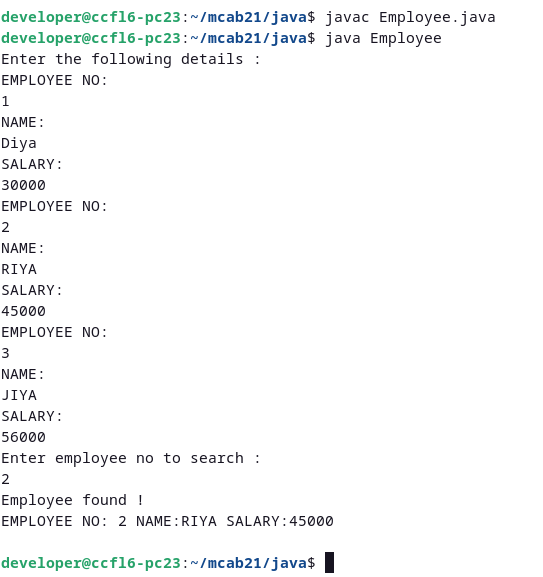 developer@ccfl6-pc23:~/mcab21/java$ javac Employee.java
developer@ccfl6-pc23:~/mcab21/java$ java Employee
Enter the following details :
EMPLOYEE NO:
1
NAME:
Diya
SALARY:
30000
EMPLOYEE NO:
2
NAME:
RIYA
SALARY:
45000
EMPLOYEE NO:
3
NAME:
JIYA
SALARY:
56000
Enter employee no to search :
2
Employee found !
EMPLOYEE NO: 2 NAME:RIYA SALARY:45000
developer@ccfl6-pc23:~/mcab21/java$